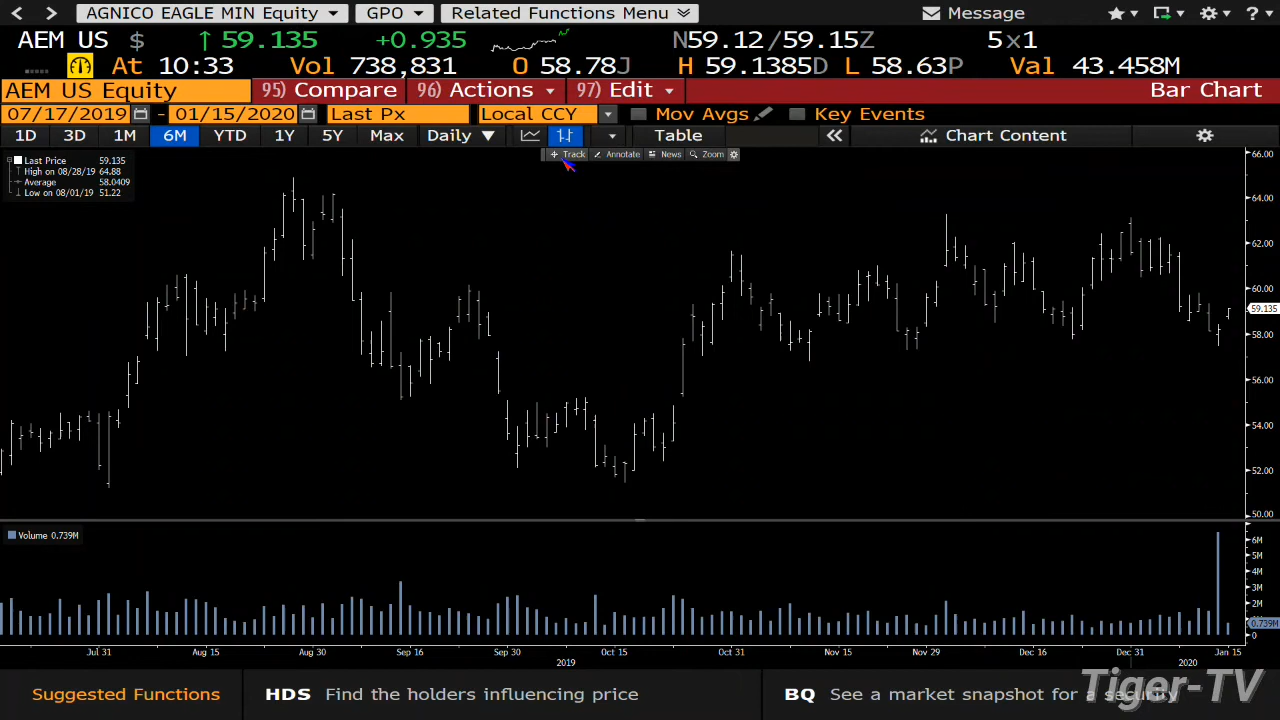 AGNICO EAGLE MIN Equity GPO Related Functions Menu Message
AEM US $ ↑ 59.135 +0.935 N59.12 /59.15Z 5x1
At 10:33 Vol 738,831 O 58.78J H 59.1385D L 58.63P Val 43.458M
AEM US Equity 95) Compare 96) Actions 97) Edit Bar Chart
07/17/2019 - 01/15/2020 Last Px Local CCY Mov Avgs Key Events
1D 3D 1M 6M YTD 1Y 5Y Max Daily ▼ Table Chart Content
Track Annotate News Zoom
Last Price 59.135
High on 08/28/19 64.88
Average 58.0409
Low on 08/01/19 51.22
66.00
64.00
62.00
60.00
59.135
58.00
56.00
54.00
52.00
50.00
Volume 0.739M
6M
5M
4M
3M
2M
0.739M
0
Jul 31 Aug 15 Aug 30 Sep 16 Sep 30 Oct 15 Oct 31 Nov 15 Nov 29 Dec 16 Dec 31 Jan 15
2019 2020
Suggested Functions HDS Find the holders influencing price BQ See a market snapshot for a security
Tiger-TV